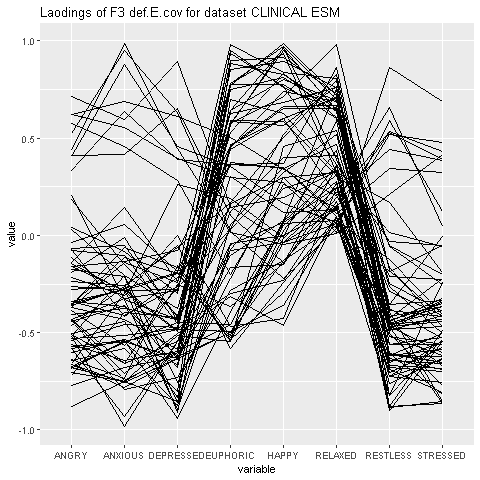 Laodings of F3 def.E.cov for dataset CLINICAL ESM
1.0
0.5
0.0
-0.5
-1.0
value
ANGRY ANXIOUS DEPRESSEDEUPHORIC HAPPY RELAXED RESTLESS STRESSED
variable